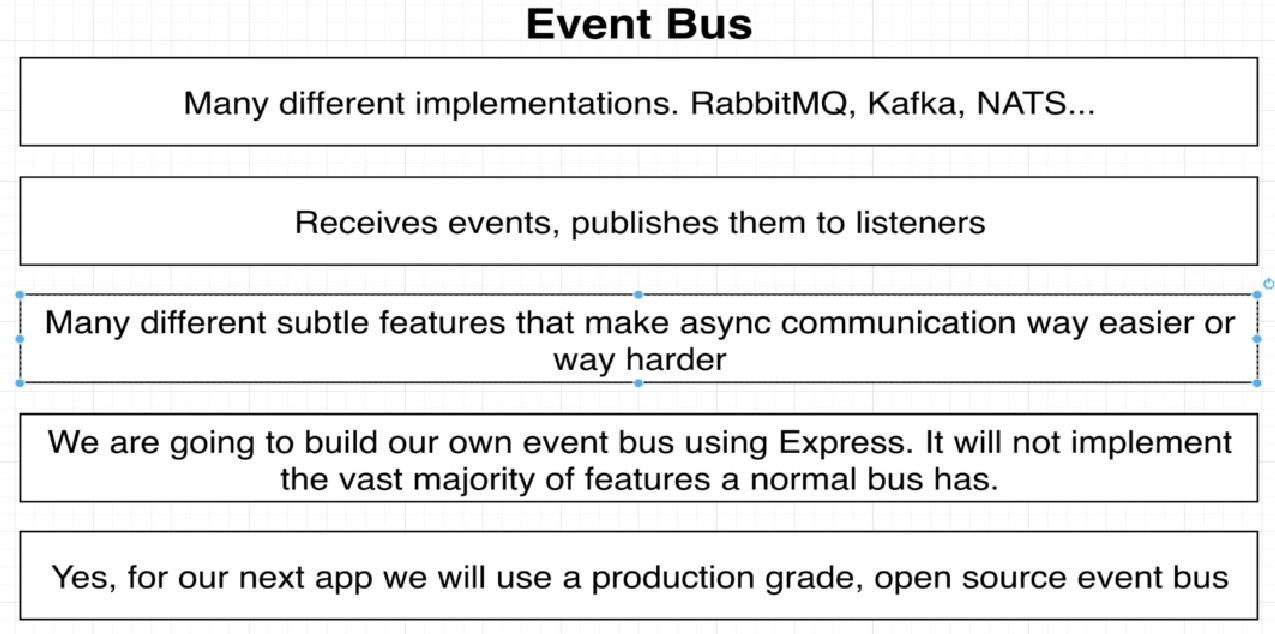 Event Bus
Many different implementations. RabbitMQ, Kafka, NATS...
Receives events, publishes them to listeners
Many different subtle features that make async communication way easier or
way harder
We are going to build our own event bus using Express. It will not implement
the vast majority of features a normal bus has.
Yes, for our next app we will use a production grade, open source event bus